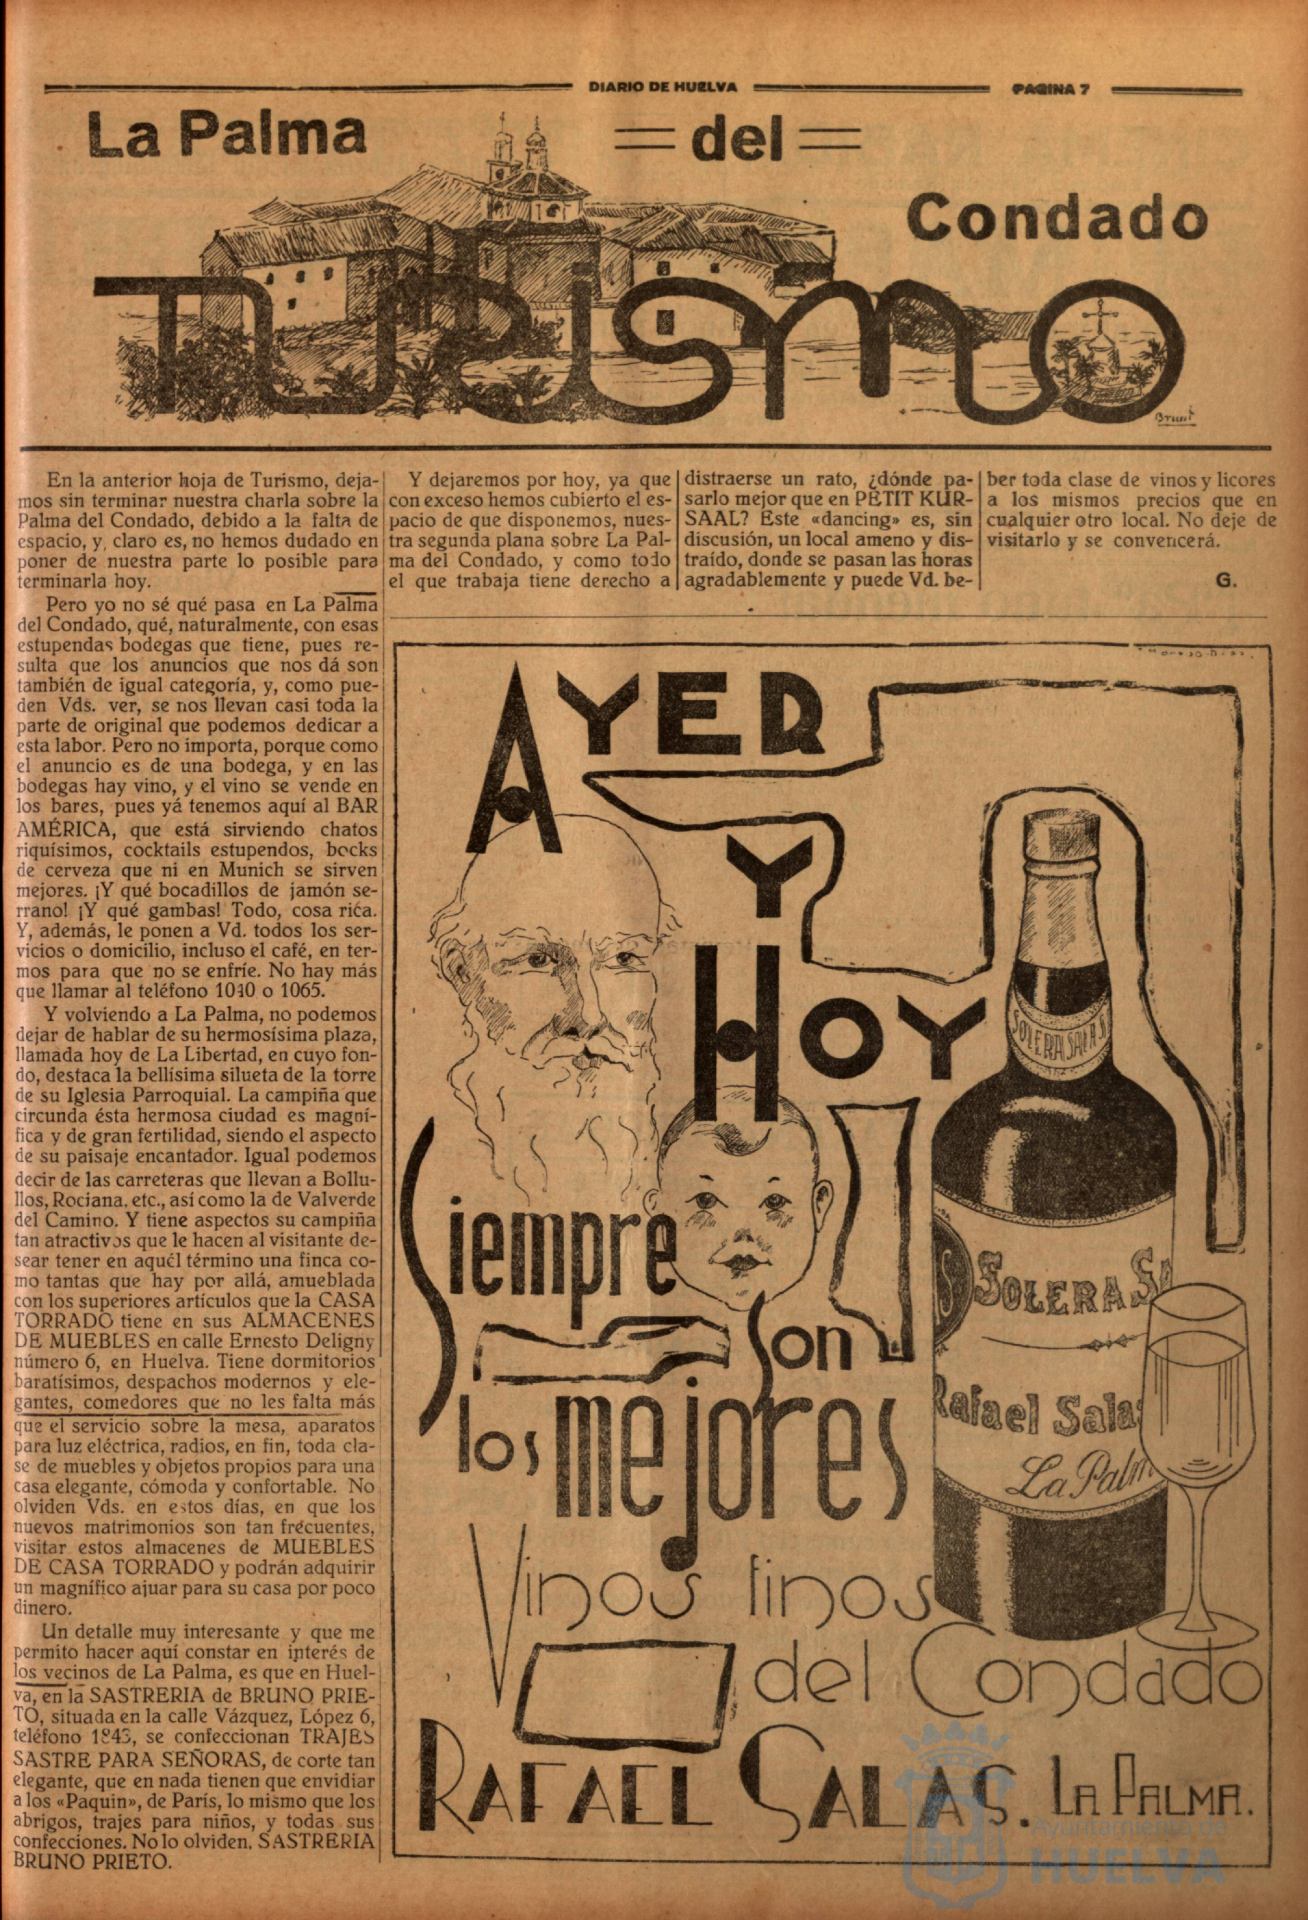 DIARIO DE HUELVA
PAGINA 7
La Palma
del
Condado
TURISMO
Brunt
En la anterior hoja de Turismo, deja-
mos sin terminar nuestra charla sobre la
Palma del Condado, debido a la falta de
espacio, y, claro es, no hemos dudado en
poner de nuestra parte lo posible para
terminarla hoy.
Pero yo no sé qué pasa en La Palma
del Condado, qué, naturalmente, con esas
estupendas bodegas que tiene, pues re-
sulta que los anuncios que nos dá son
también de igual categoría, y, como pue-
den Vds. ver, se nos llevan casi toda la
parte de original que podemos dedicar a
esta labor. Pero no importa, porque como
el anuncio es de una bodega, y en las
bodegas hay vino, y el vino se vende en
los bares, pues yá tenemos aquí al BAR
AMÉRICA, que está sirviendo chatos
riquísimos, cocktails estupendos, bocks
de cerveza que ni en Munich se sirven
mejores. ¡Y qué bocadillos de jamón se-
rrano! ¡Y qué gambas! Todo, cosa rica.
Y, además, le ponen a Vd. todos los ser-
vicios o domicilio, incluso el café, en ter-
mos para que no se enfríe. No hay más
que llamar al teléfono 1040 o 1065.
Y volviendo a La Palma, no podemos
dejar de hablar de su hermosísima plaza,
llamada hoy de La Libertad, en cuyo fon-
do, destaca la bellísima silueta de la torre
de su Iglesia Parroquial. La campiña que
circunda ésta hermosa ciudad es magní-
fica y de gran fertilidad, siendo el aspecto
de su paisaje encantador. Igual podemos
decir de las carreteras que llevan a Bollu-
llos, Rociana, etc., así como la de Valverde
del Camino. Y tiene aspectos su campiña
tan atractivos que le hacen al visitante de-
sear tener en aquél término una finca co-
mo tantas que hay por allá, amueblada
con los superiores artículos que la CASA
TORRADO tiene en sus ALMACENES
DE MUEBLES en calle Ernesto Deligny
número 6, en Huelva. Tiene dormitorios
baratísimos, despachos modernos y ele-
gantes, comedores que no les falta más
que el servicio sobre la mesa, aparatos
para luz eléctrica, radios, en fin, toda cla-
se de muebles y objetos propios para una
casa elegante, cómoda y confortable. No
olviden Vds. en estos días, en que los
nuevos matrimonios son tan frécuentes,
visitar estos almacenes de MUEBLES
DE CASA TORRADO y podrán adquirir
un magnífico ajuar para su casa por poco
dinero.
Un detalle muy interesante y que me
permito hacer aquí constar en interés de
los vecinos de La Palma, es que en Huel-
va, en la SASTRERIA de BRUNO PRIE-
TO, situada en la calle Vázquez, López 6,
teléfono 1843, se confeccionan TRAJES
SASTRE PARA SEÑORAS, de corte tan
elegante, que en nada tienen que envidiar
a los «Paquin», de París, lo mismo que los
abrigos, trajes para niños, y todas sus
confecciones. No lo olviden, SASTRERIA
BRUNO PRIETO.
Y dejaremos por hoy, ya que
con exceso hemos cubierto el es-
pacio de que disponemos, nues-
tra segunda plana sobre La Pal-
ma del Condado, y como todo
el que trabaja tiene derecho a
distraerse un rato, ¿dónde pa-
sarlo mejor que en PETIT KUR-
SAAL? Este «dancing» es, sin
discusión, un local ameno y dis-
traído, donde se pasan las horas
agradablemente y puede Vd. be-
ber toda clase de vinos y licores
a los mismos precios que en
cualquier otro local. No deje de
visitarlo y se convencerá.
G.
AYER
Y
HOY
Siempre
Son
los mejores
Vinos finos
del Condado
RAFAEL SALAS. LA PALMA.
SOLERA SALAS
S
SOLERA SA
Rafael Salas
La Palm
Ayuntamiento de
HUELVA